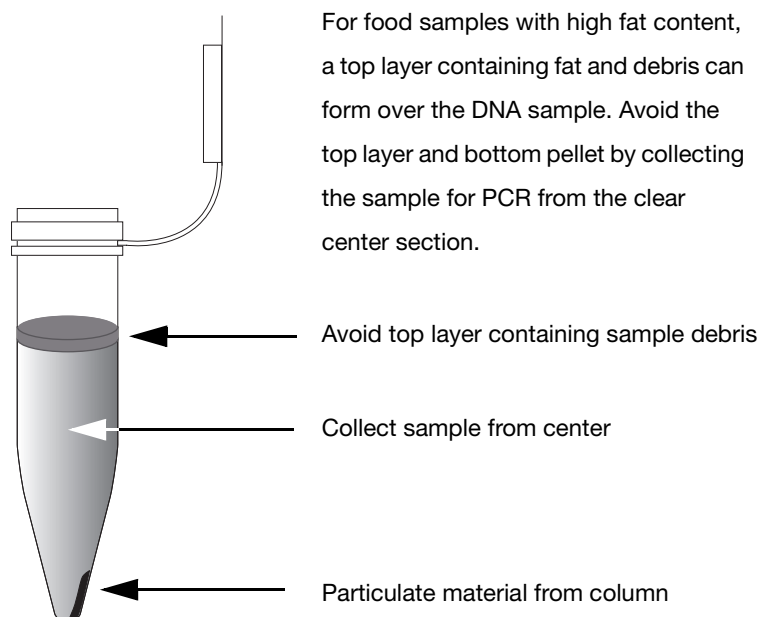 For food samples with high fat content,
a top layer containing fat and debris can
form over the DNA sample. Avoid the
top layer and bottom pellet by collecting
the sample for PCR from the clear
center section.
Avoid top layer containing sample debris
Collect sample from center
Particulate material from column